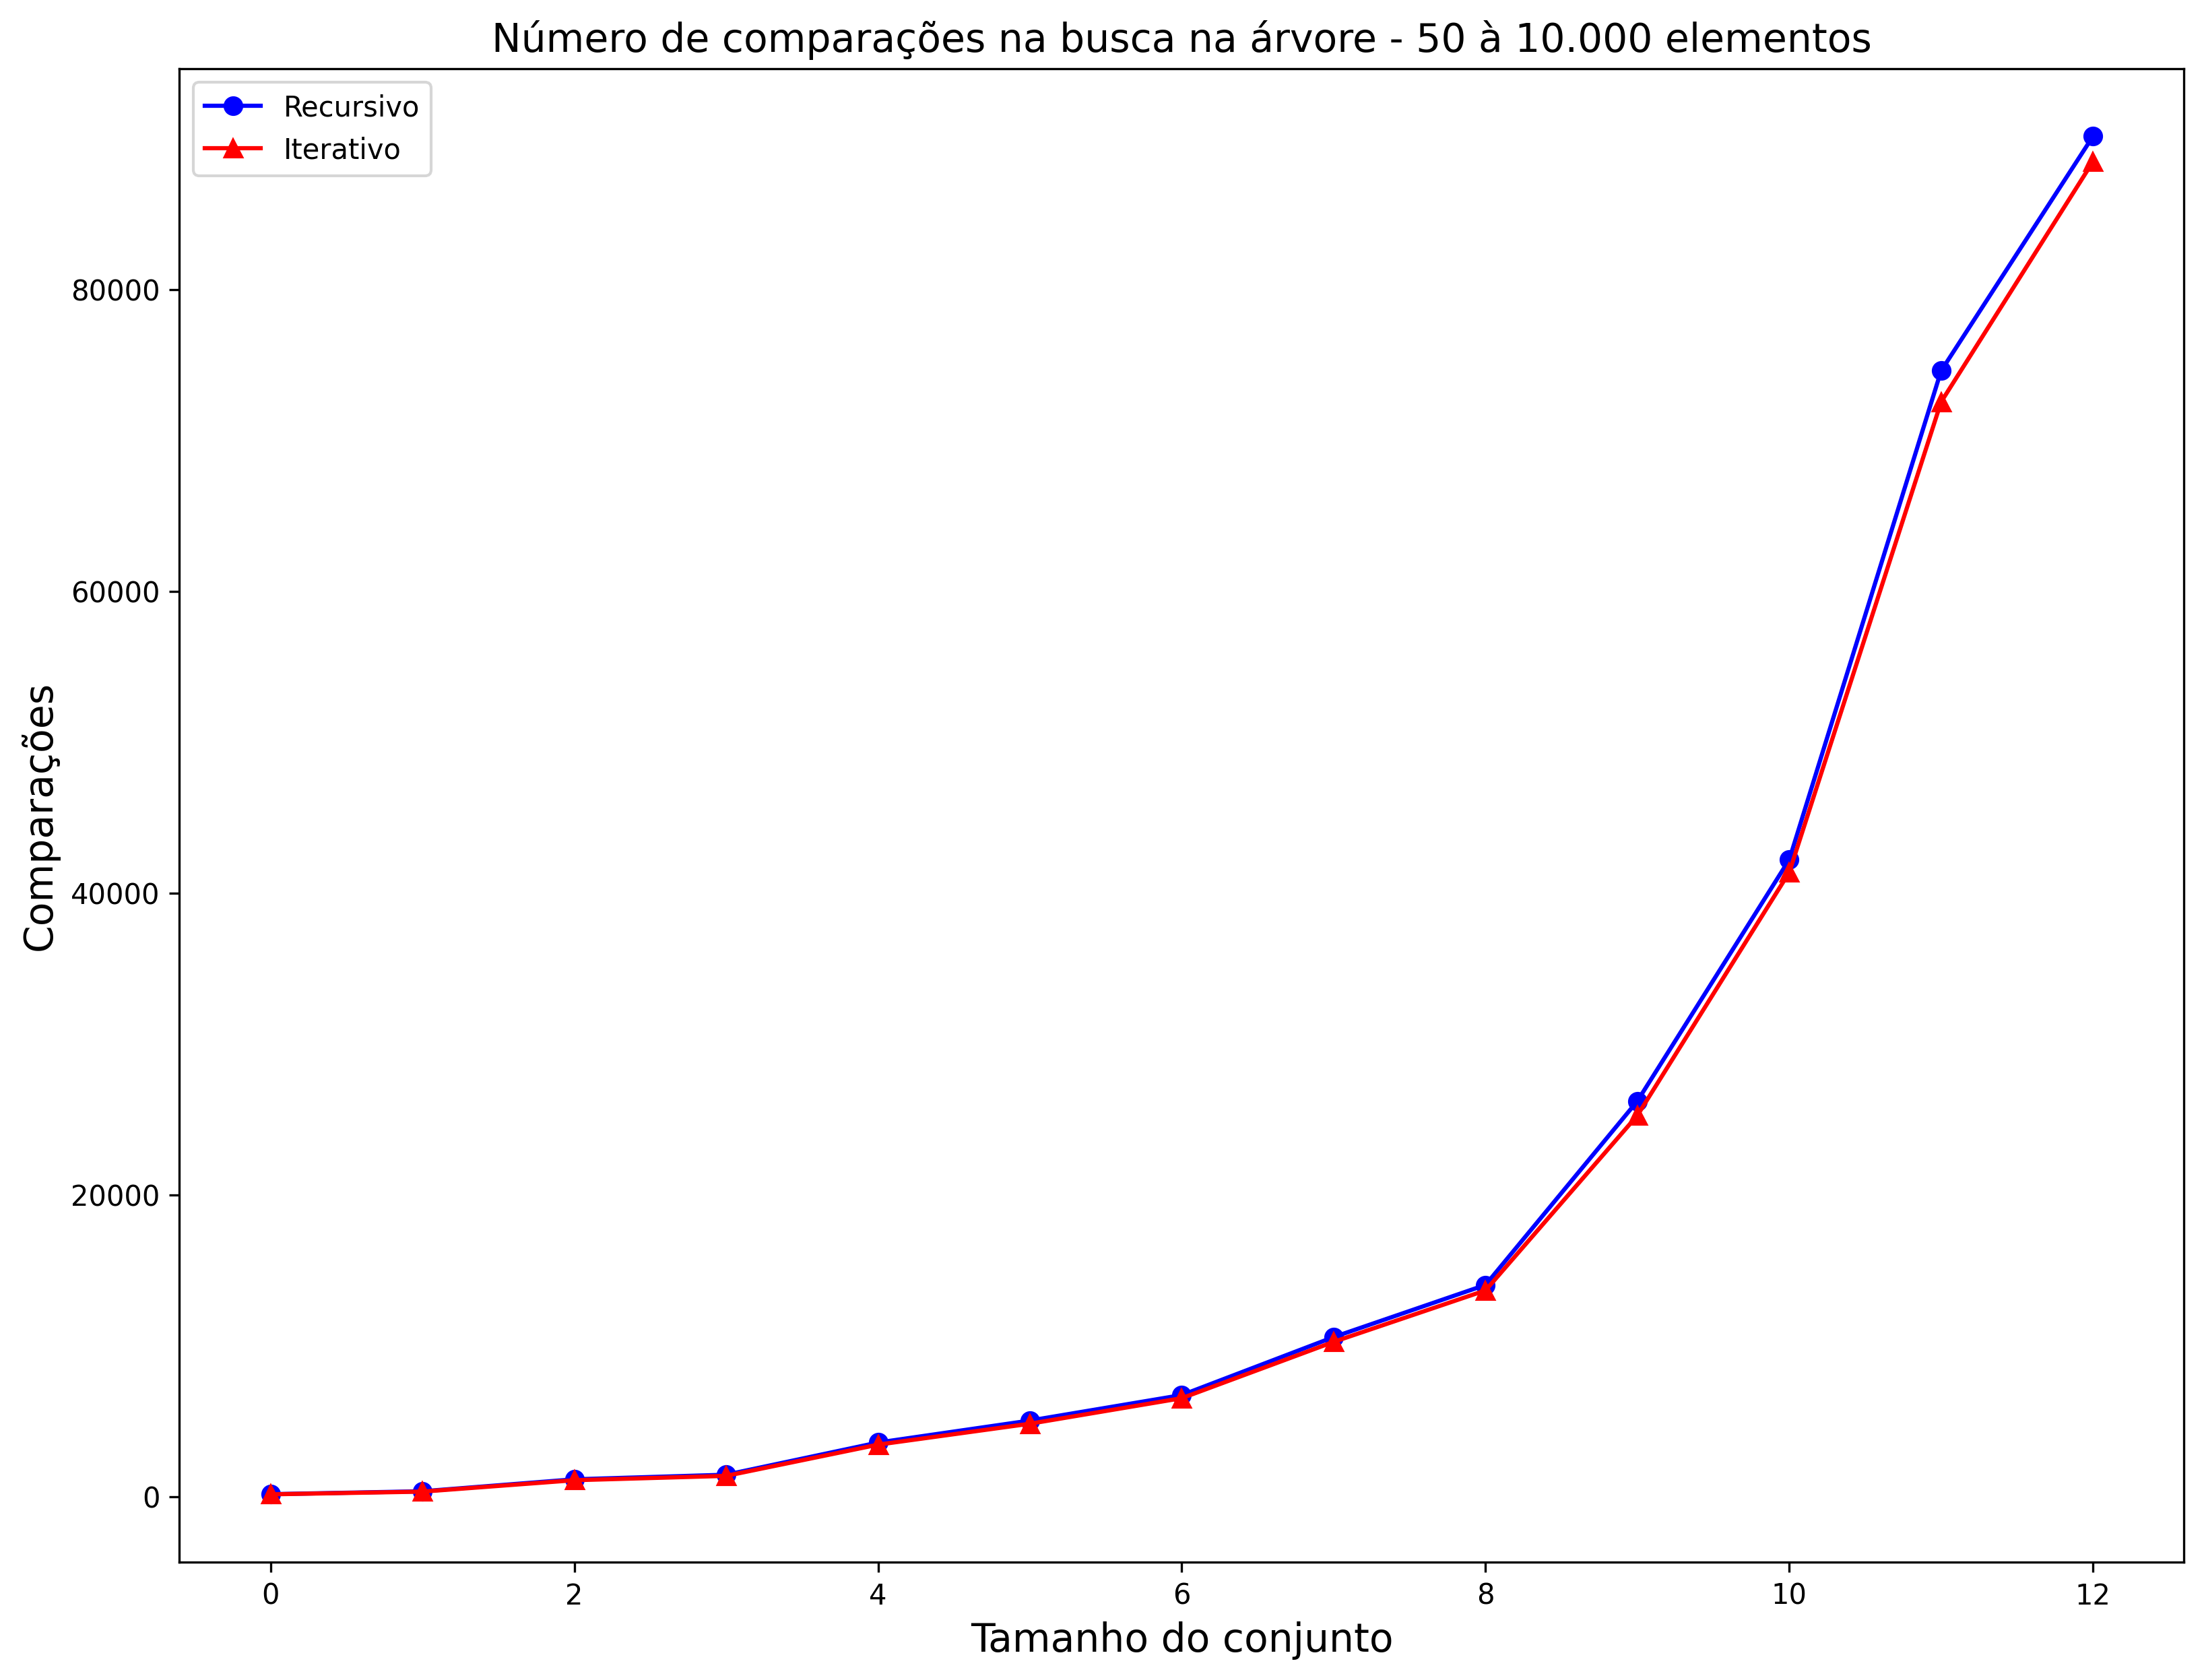 Número de comparações na busca na árvore - 50 à 10.000 elementos
Recursivo
Iterativo
Comparações
80000
60000
40000
20000
0
0 2 4 6 8 10 12
Tamanho do conjunto